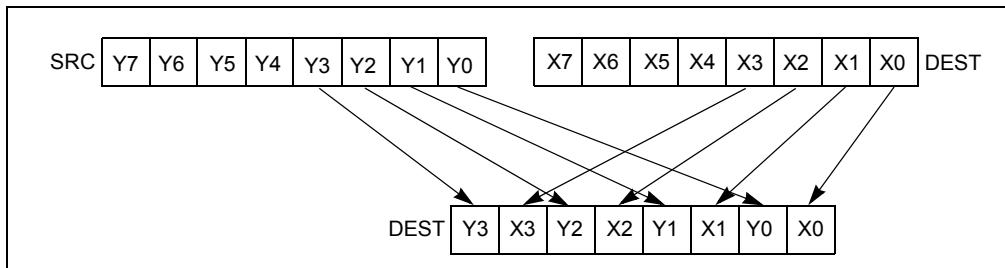 SRC Y7 Y6 Y5 Y4 Y3 Y2 Y1 Y0 X7 X6 X5 X4 X3 X2 X1 X0 DEST
DEST Y3 X3 Y2 X2 Y1 X1 Y0 X0